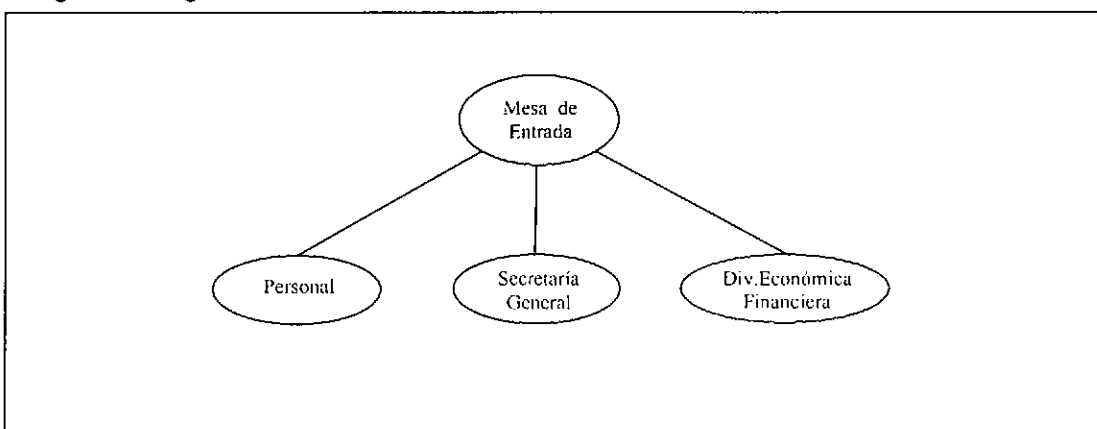 Mesa de
Entrada
Personal
Secretaría
General
Div.Económica
Financiera